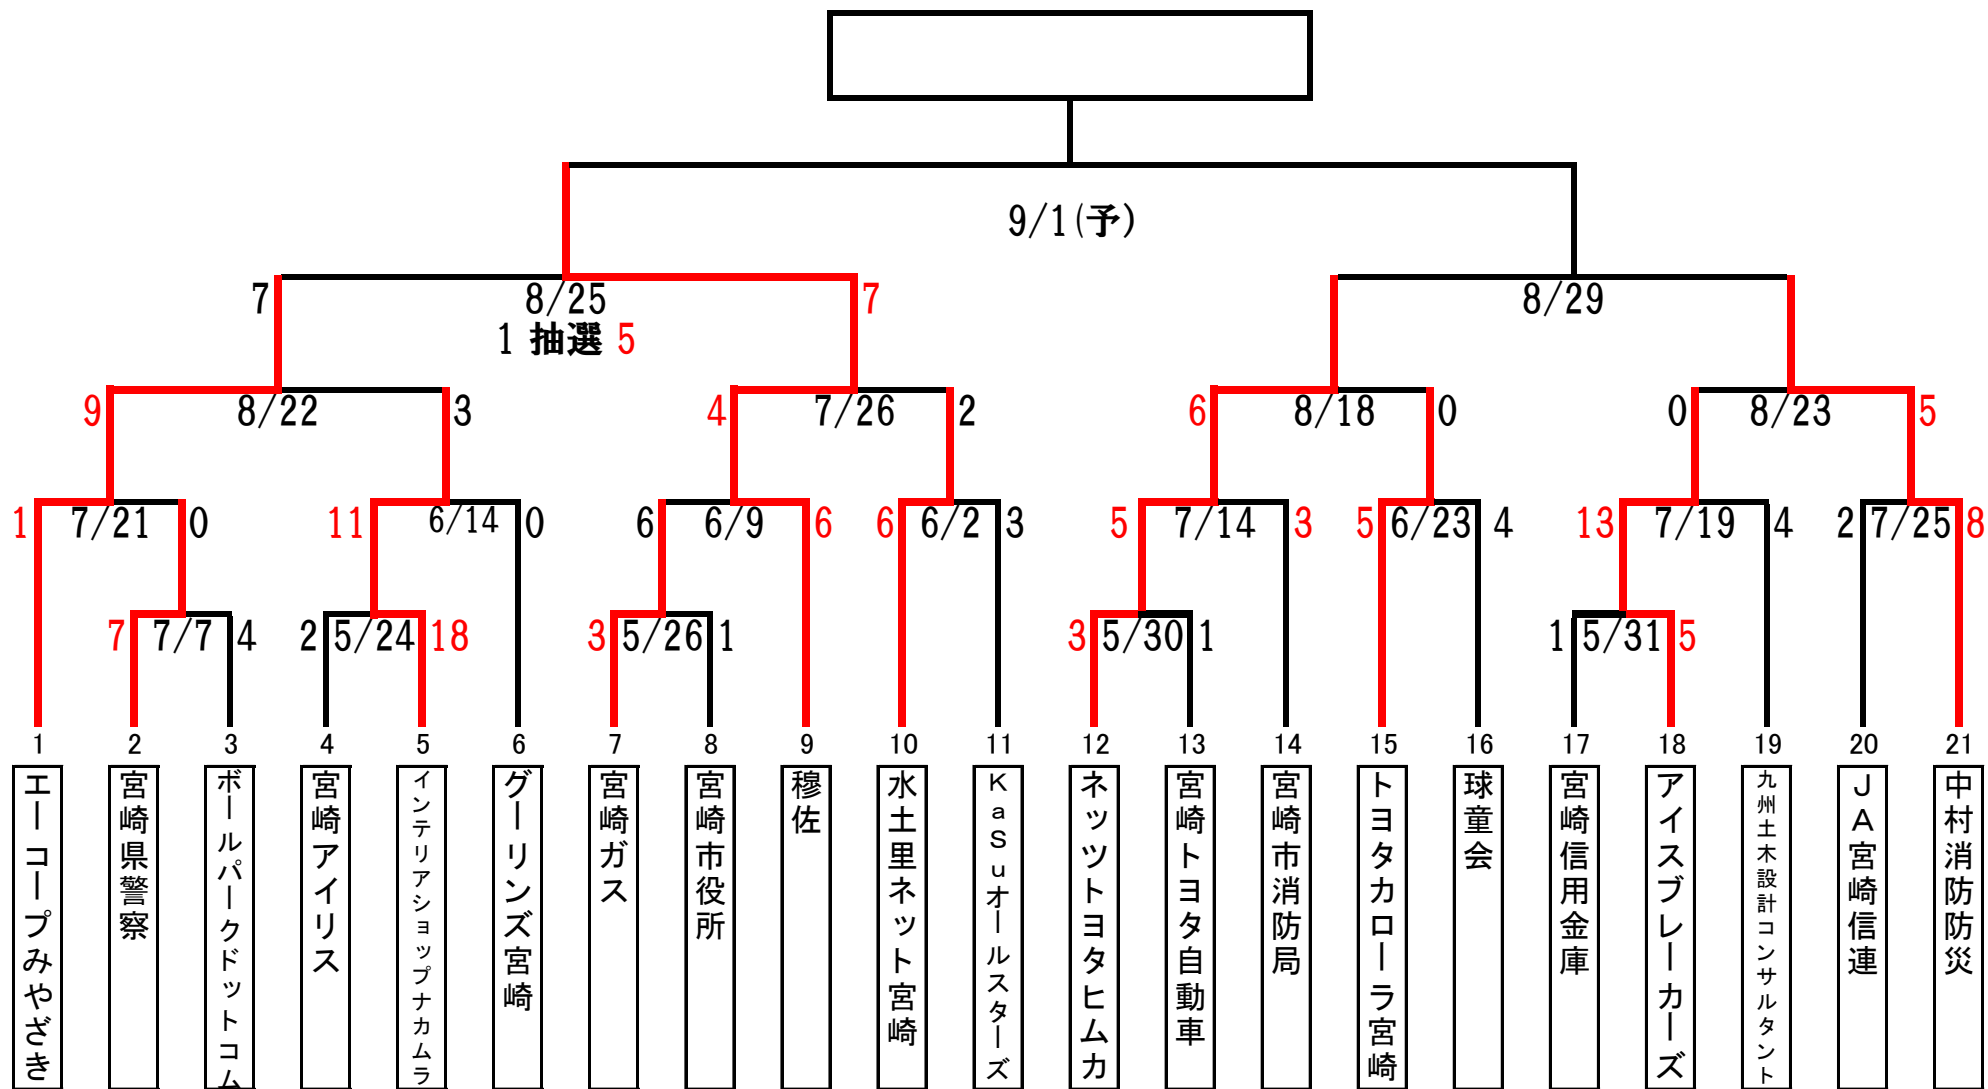 9/1(予)
7 8/25 7
1 抽選 5
8/29
9 8/22 3
4 7/26 2
6 8/18 0
0 8/23 5
1 7/21 0
11 6/14 0
6 6/9 6
6 6/2 3
5 7/14 3
5 6/23 4
13 7/19 4
2 7/25 8
7 7/7 4
2 5/24 18
3 5/26 1
3 5/30 1
1 5/31 5
1 2 3 4 5 6 7 8 9 10 11 12 13 14 15 16 17 18 19 20 21
エーコープみやざき
宮崎県警察
ボールパークドットコム
宮崎アイリス
インテリアショップナカムラ
グーリンズ宮崎
宮崎ガス
宮崎市役所
穆佐
水土里ネット宮崎
KaSuオールスターズ
ネッツトヨタヒムカ
宮崎トヨタ自動車
宮崎市消防局
トヨタカローラ宮崎
球童会
宮崎信用金庫
アイスブレーカーズ
九州土木設計コンサルタント
JA宮崎信連
中村消防防災